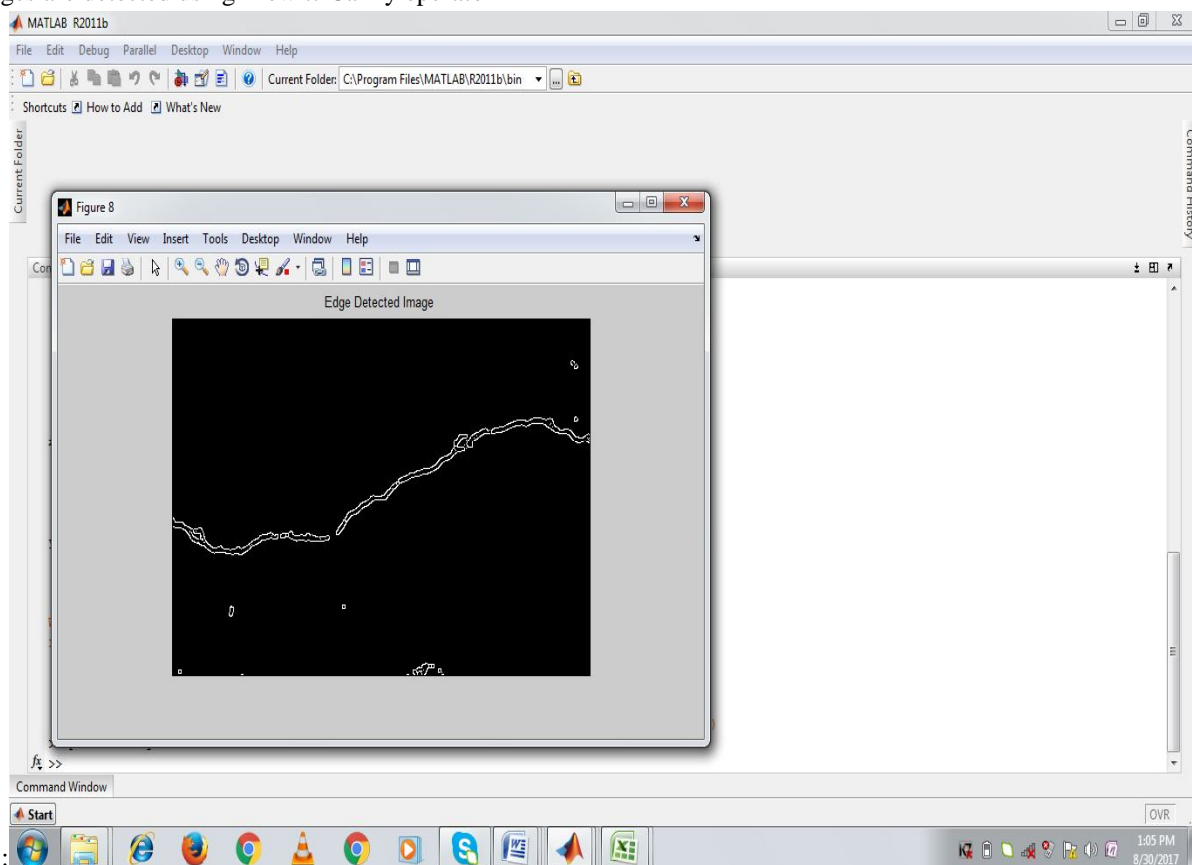 MATLAB R2011b
File Edit Debug Parallel Desktop Window Help
Current Folder: C:\Program Files\MATLAB\R2011b\bin
Shortcuts How to Add What's New
Current Folder
Command History
Figure 8
File Edit View Insert Tools Desktop Window Help
Edge Detected Image
fx >>
Command Window
Start
OVR
1:05 PM
8/30/2017